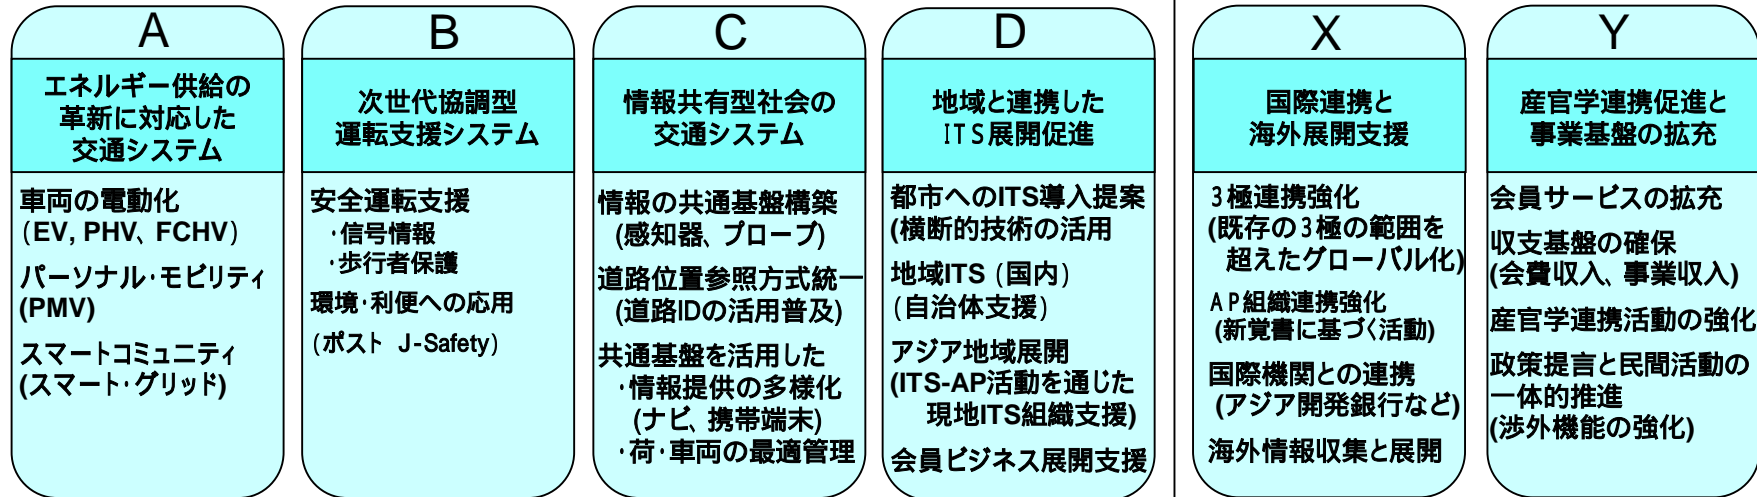 A
エネルギー供給の
革新に対応した
交通システム
車両の電動化
(EV, PHV、FCHV)
パーソナル・モビリティ
(PMV)
スマートコミュニティ
(スマート・グリッド)
B
次世代協調型
運転支援システム
安全運転支援
・信号情報
・歩行者保護
環境・利便への応用
(ポスト J-Safety)
C
情報共有型社会の
交通システム
情報の共通基盤構築
(感知器、プローブ)
道路位置参照方式統一
(道路IDの活用普及)
共通基盤を活用した
・情報提供の多様化
(ナビ、携帯端末)
・荷・車両の最適管理
D
地域と連携した
ITS展開促進
都市へのITS導入提案
(横断的技術の活用
地域ITS(国内)
(自治体支援)
アジア地域展開
(ITS-AP活動を通じた
現地ITS組織支援)
会員ビジネス展開支援
X
国際連携と
海外展開支援
3極連携強化
(既存の3極の範囲を
超えたグローバル化)
AP組織連携強化
(新覚書に基づく活動)
国際機関との連携
(アジア開発銀行など)
海外情報収集と展開
Y
産官学連携促進と
事業基盤の拡充
会員サービスの拡充
収支基盤の確保
(会費収入、事業収入)
産官学連携活動の強化
政策提言と民間活動の
一体的推進
(渉外機能の強化)